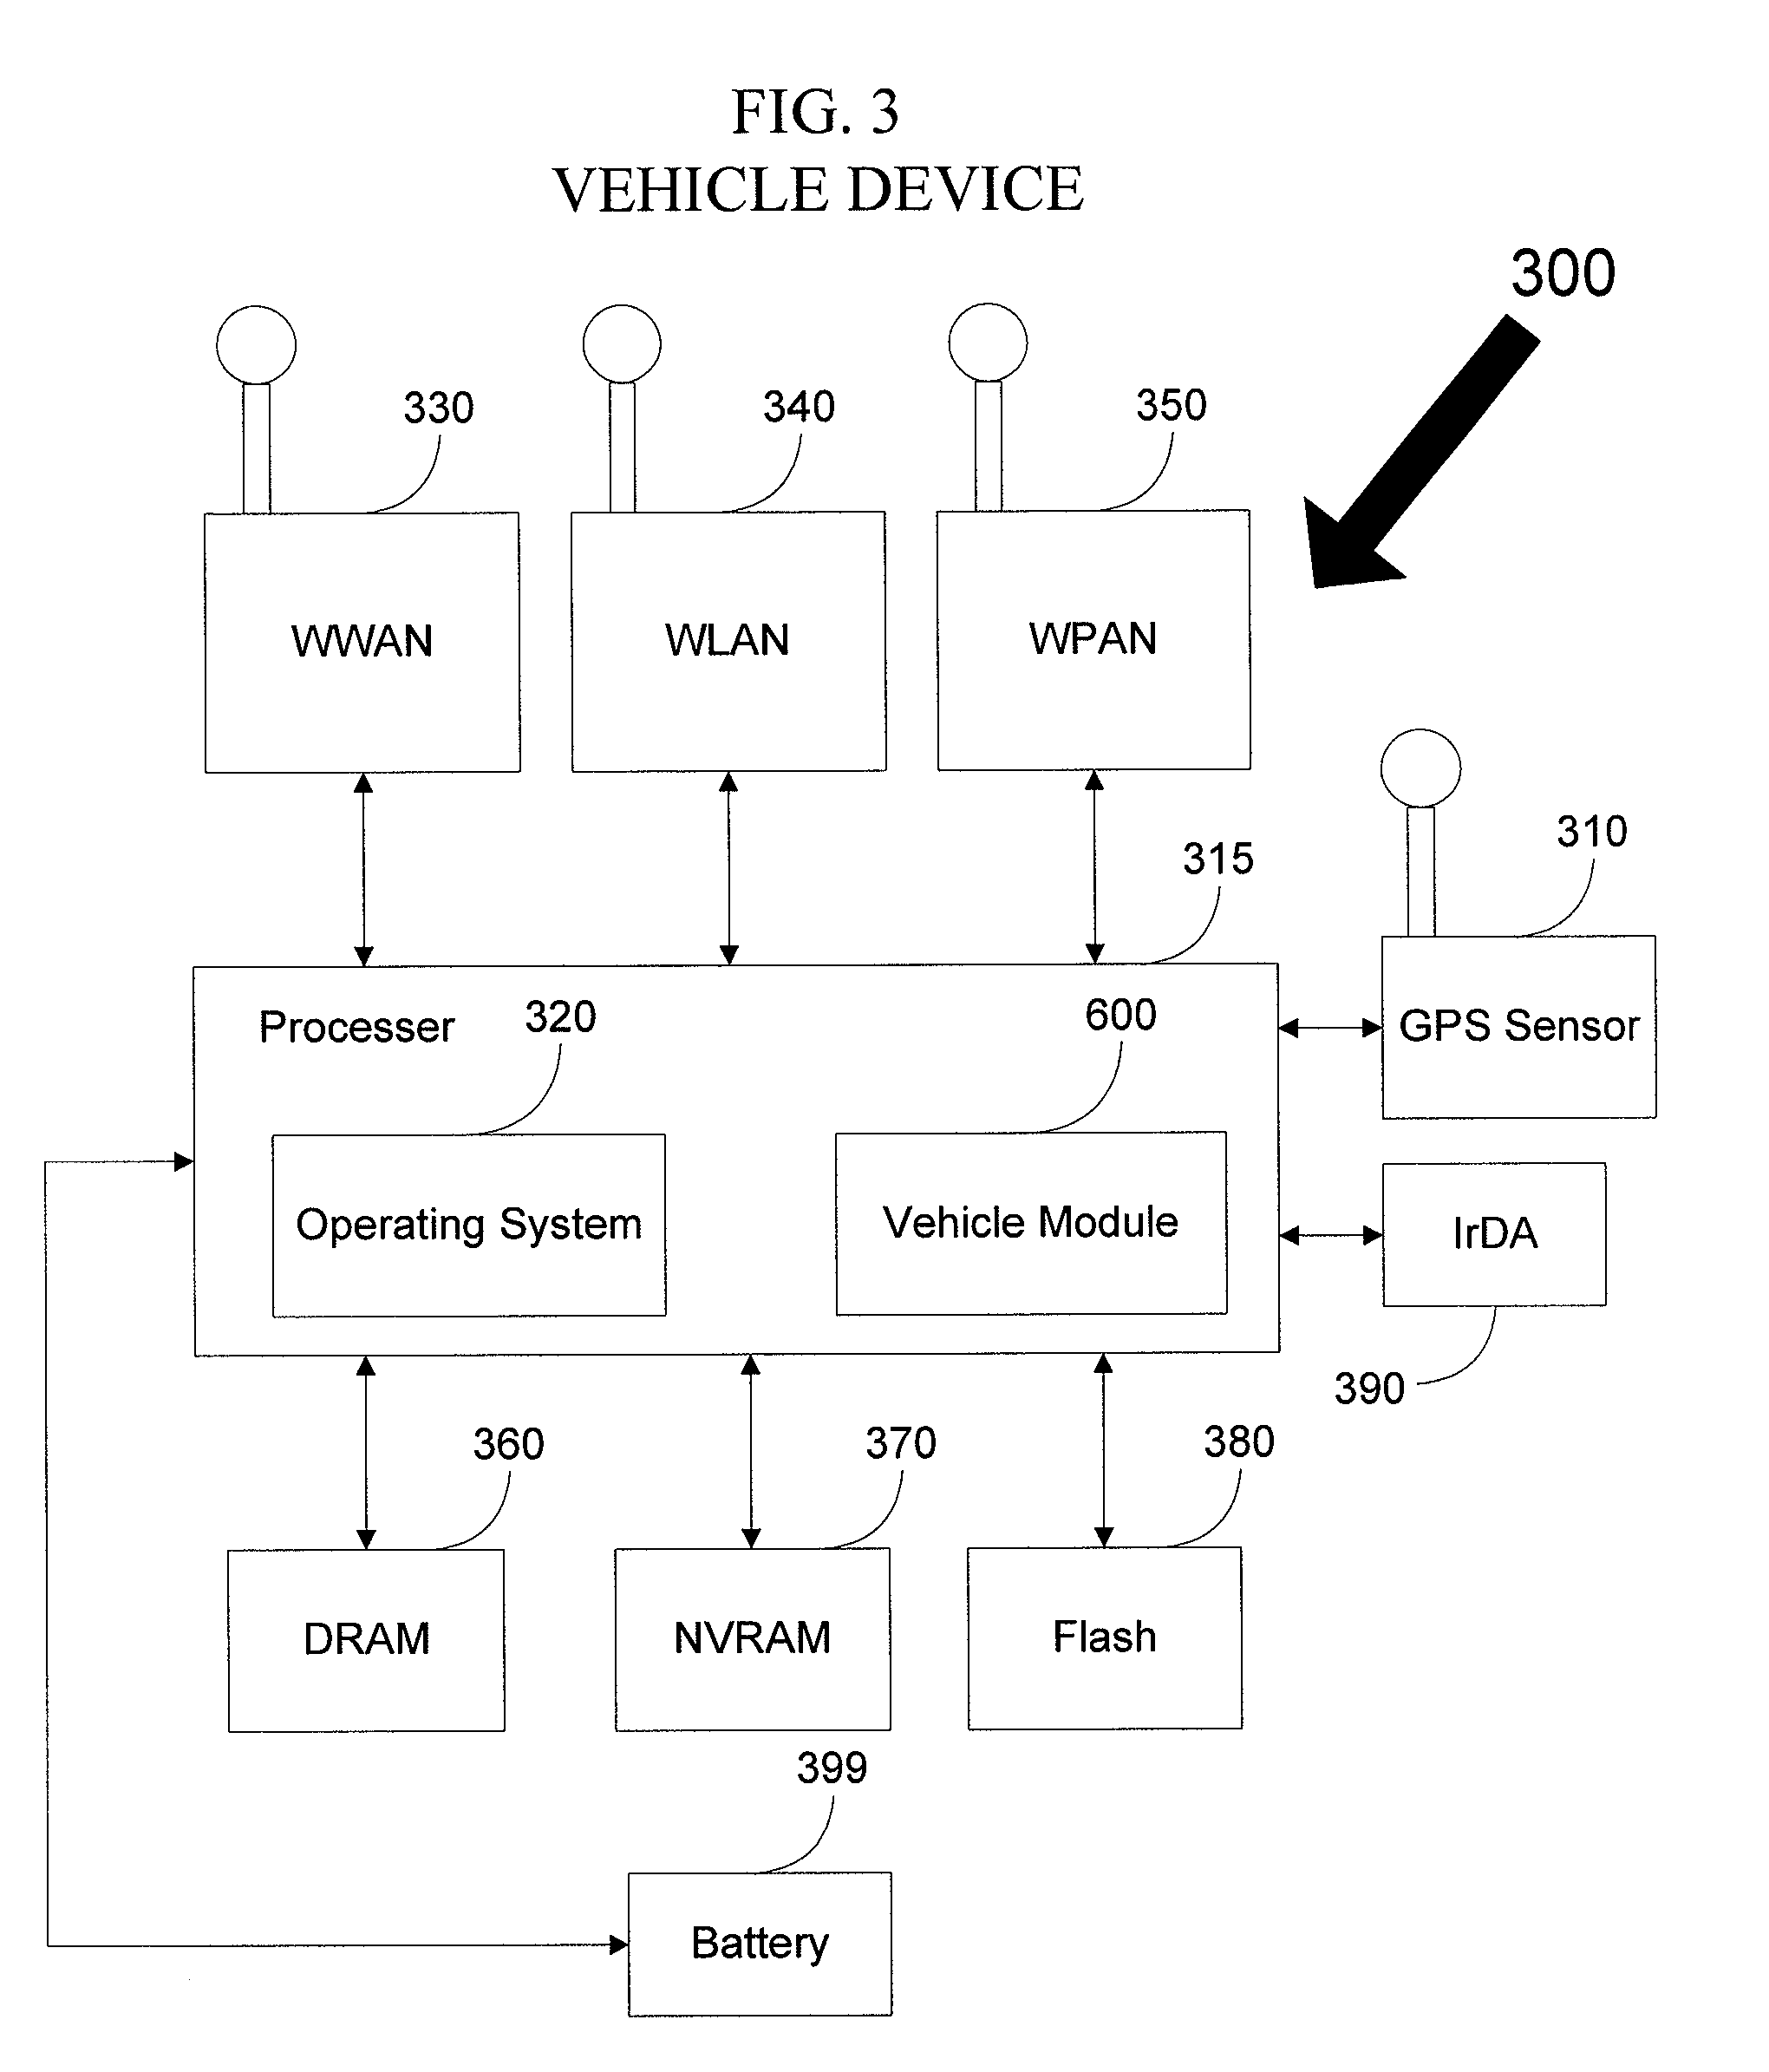 FIG. 3
VEHICLE DEVICE
300
330
340
350
WWAN
WLAN
WPAN
310
315
GPS Sensor
Processer
320
600
Operating System
Vehicle Module
IrDA
390
360
370
380
DRAM
NVRAM
Flash
399
Battery